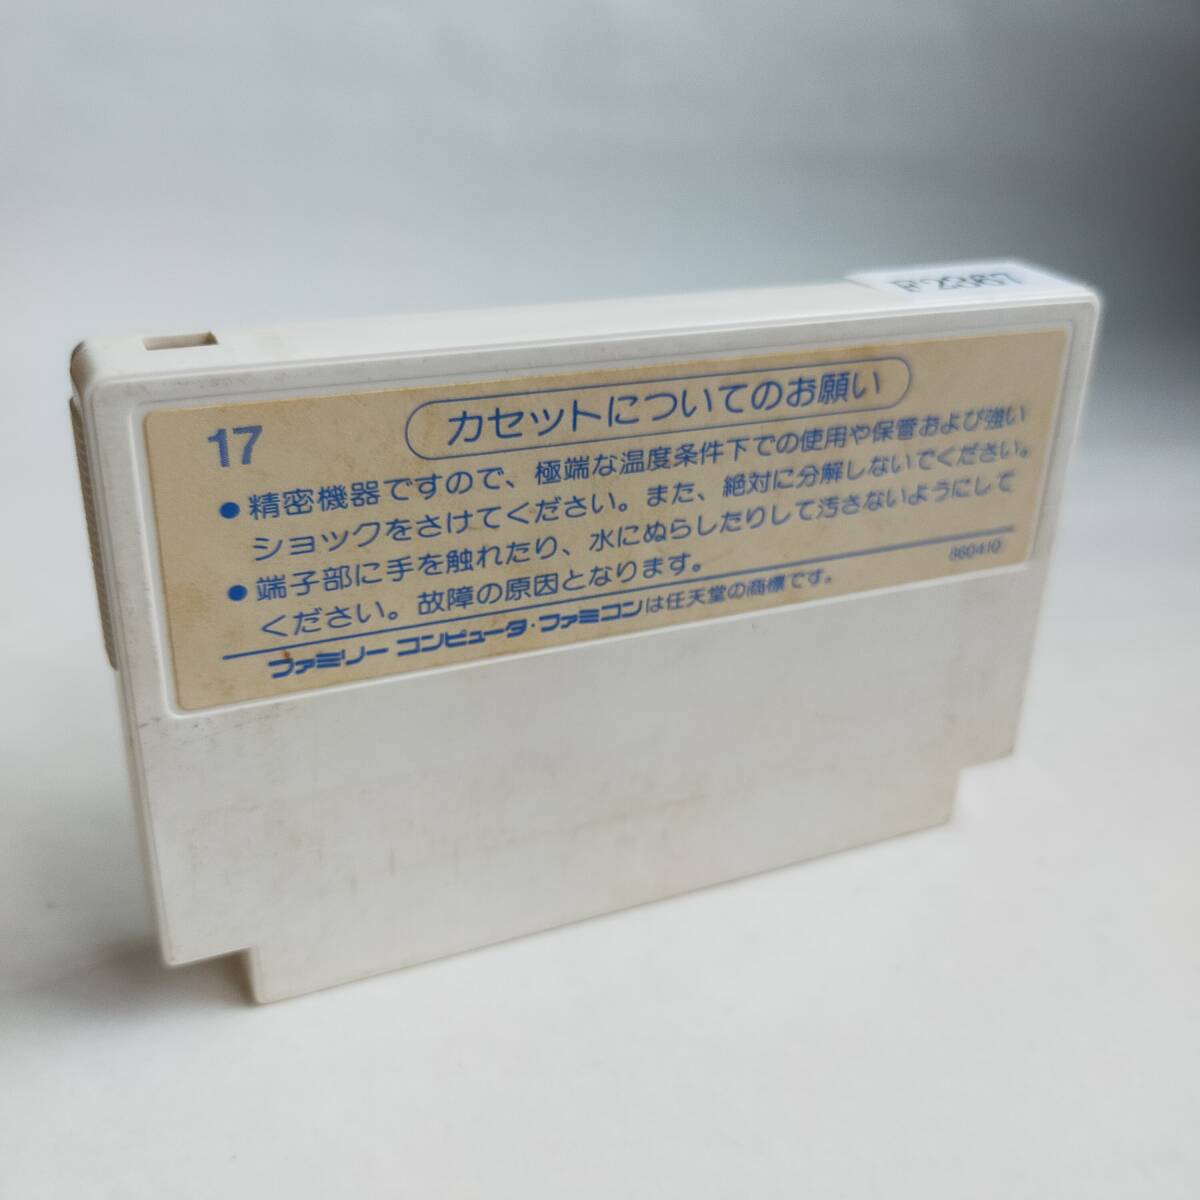 F2367
17
カセットについてのお願い
●精密機器ですので、極端な温度条件下での使用や保管および強い
ショックをさけてください。また、絶対に分解しないでください。
●端子部に手を触れたり、水にぬらしたりして汚さないようにして
ください。故障の原因となります。
860410
ファミリー コンピュータ・ファミコンは任天堂の商標です。